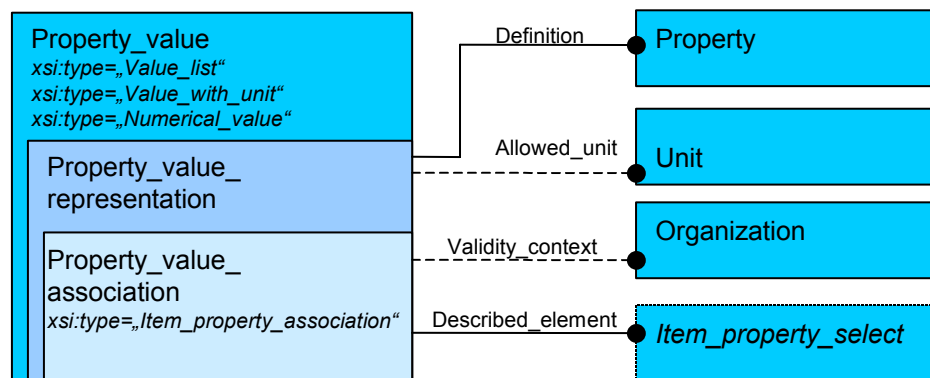 Property_value
xsi:type=„Value_list“
xsi:type=„Value_with_unit“
xsi:type=„Numerical_value“
Property_value_
representation
Property_value_
association
xsi:type=„Item_property_association“
Definition
Allowed_unit
Validity_context
Described_element
Property
Unit
Organization
Item_property_select